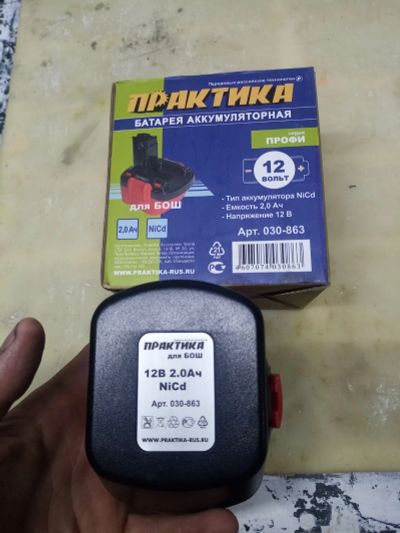 Передовые российские технологии
ПРАКТИКА
БАТАРЕЯ АККУМУЛЯТОРНАЯ
серия
ПРОФИ
12
ВОЛЬТ
для БОШ
- Тип аккумулятора NiCd
- Емкость 2,0 Ач
- Напряжение 12 В
2,0 Ач
NiCd
Арт. 030-863
WWW.PRAKTIKA-RUS.RU
21
4607074030863
ПРАКТИКА
для БОШ
12В 2.0Ач
NiCd
Арт. 030-863
WWW.PRAKTIKA-RUS.RU